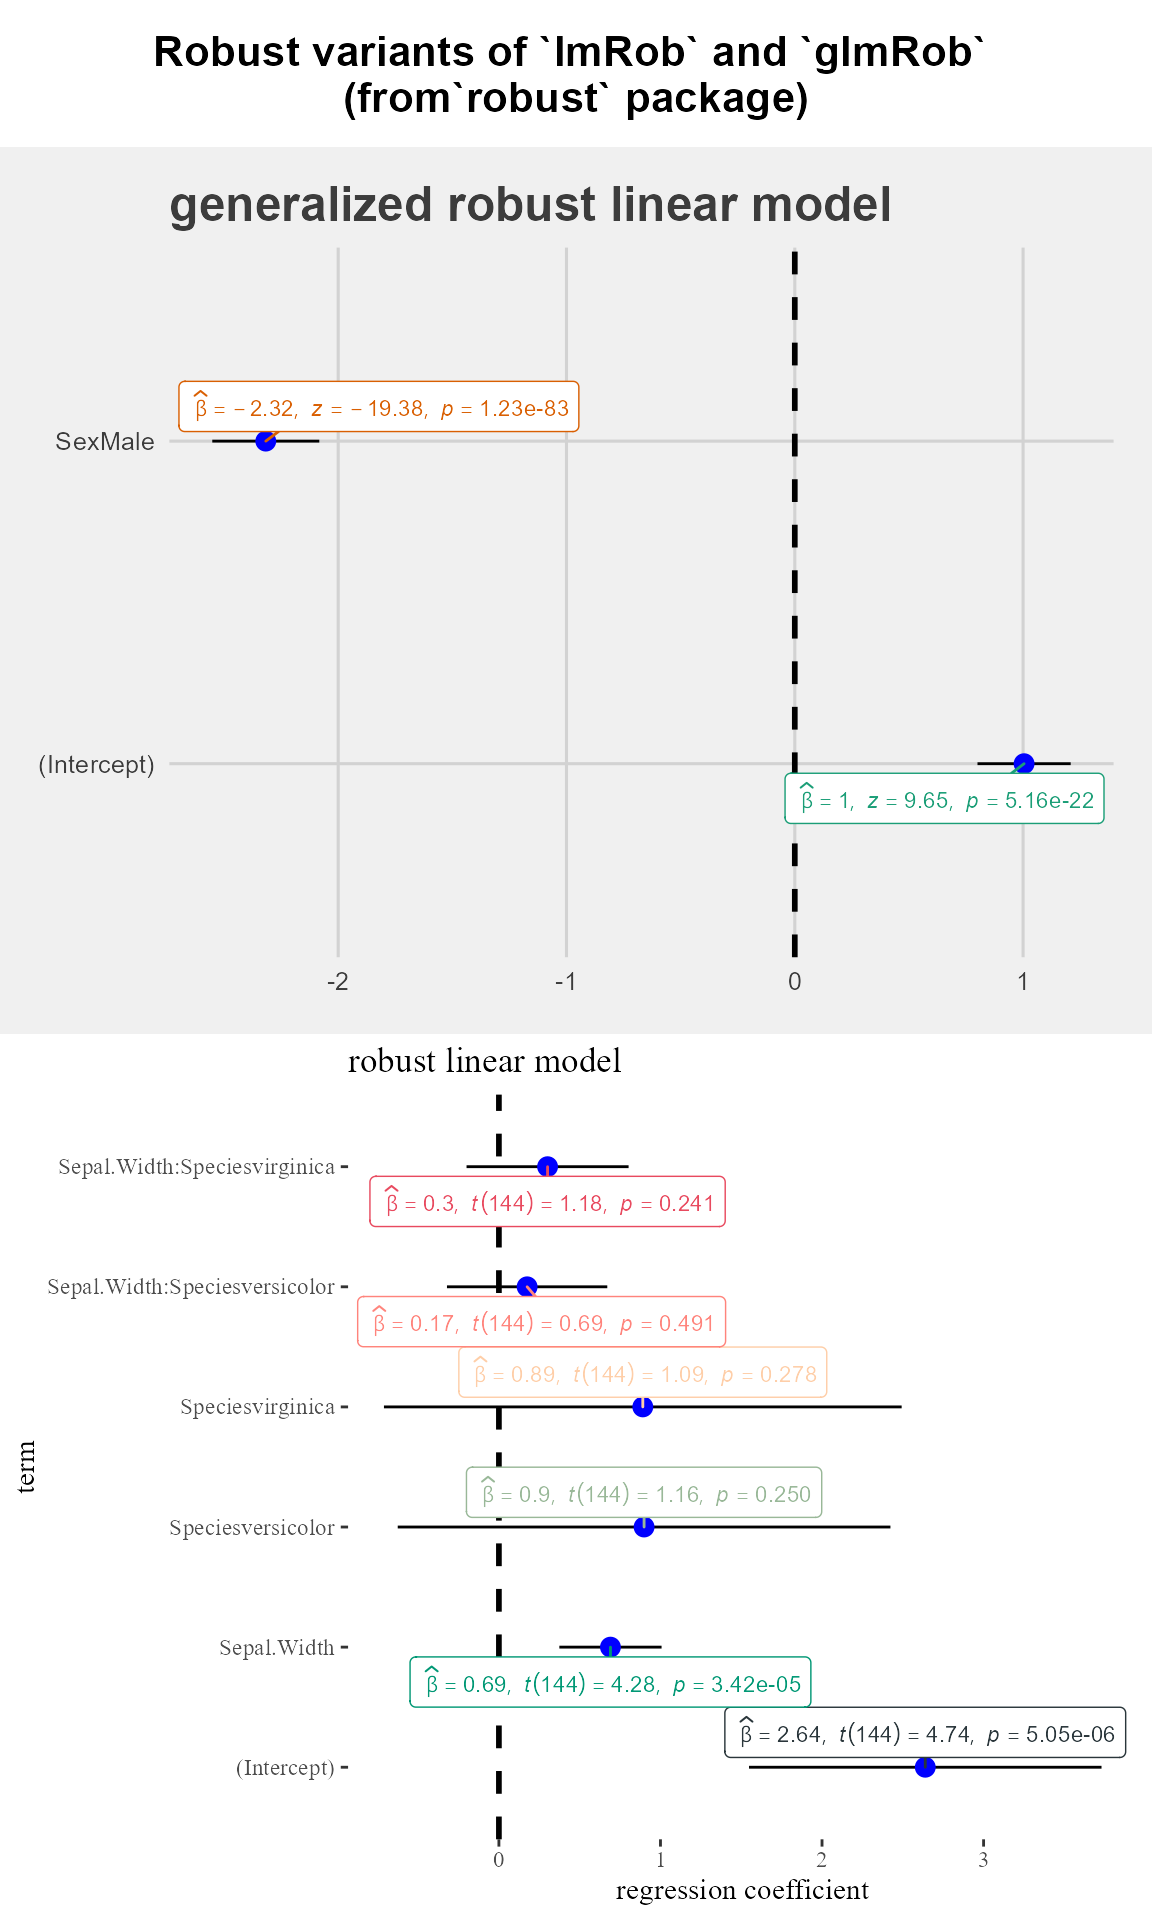 Robust variants of `lmRob` and `glmRob`
(from`robust` package)
generalized robust linear model
β̂ = −2.32, z = −19.38, p = 1.23e-83
SexMale
(Intercept)
β̂ = 1, z = 9.65, p = 5.16e-22
-2 -1 0 1
robust linear model
Sepal.Width:Speciesvirginica
β̂ = 0.3, t(144) = 1.18, p = 0.241
Sepal.Width:Speciesversicolor
β̂ = 0.17, t(144) = 0.69, p = 0.491
β̂ = 0.89, t(144) = 1.09, p = 0.278
Speciesvirginica
term
β̂ = 0.9, t(144) = 1.16, p = 0.250
Speciesversicolor
Sepal.Width
β̂ = 0.69, t(144) = 4.28, p = 3.42e-05
β̂ = 2.64, t(144) = 4.74, p = 5.05e-06
(Intercept)
0 1 2 3
regression coefficient